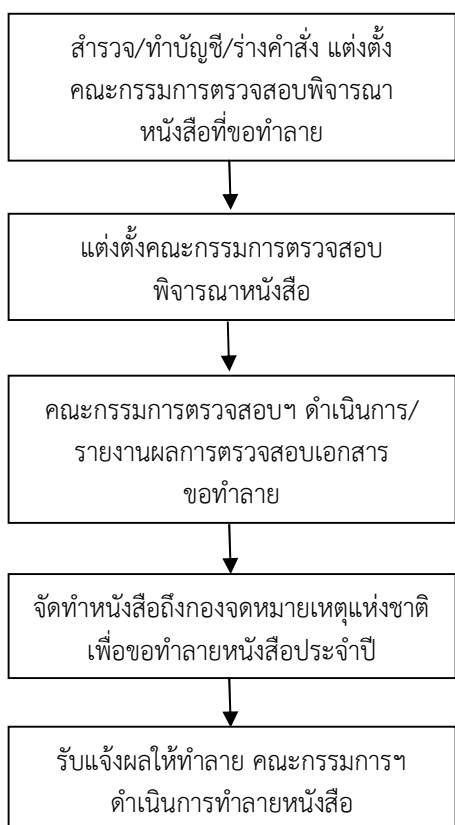 สำรวจ/ทำบัญชี/ร่างคำสั่ง แต่งตั้ง
คณะกรรมการตรวจสอบพิจารณา
หนังสือที่ขอทำลาย
แต่งตั้งคณะกรรมการตรวจสอบ
พิจารณาหนังสือ
คณะกรรมการตรวจสอบฯ ดำเนินการ/
รายงานผลการตรวจสอบเอกสาร
ขอทำลาย
จัดทำหนังสือถึงกองจดหมายเหตุแห่งชาติ
เพื่อขอทำลายหนังสือประจำปี
รับแจ้งผลให้ทำลาย คณะกรรมการฯ
ดำเนินการทำลายหนังสือ